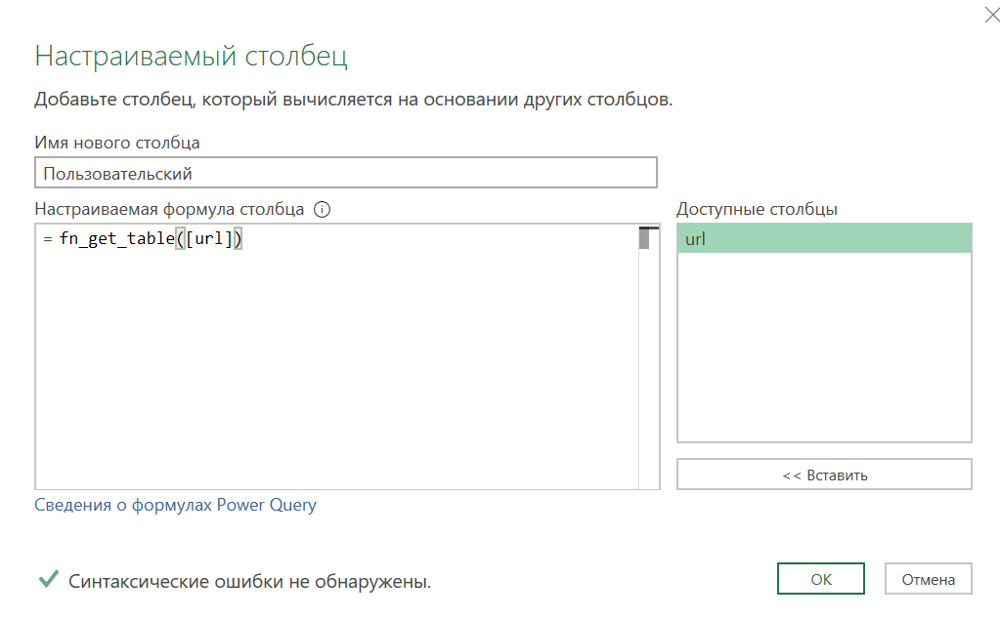 Настраиваемый столбец
Добавьте столбец, который вычисляется на основании других столбцов.
Имя нового столбца
Пользовательский
Настраиваемая формула столбца
= fn_get_table([url])
Доступные столбцы
url
<< Вставить
Сведения о формулах Power Query
Синтаксические ошибки не обнаружены.
ОК
Отмена